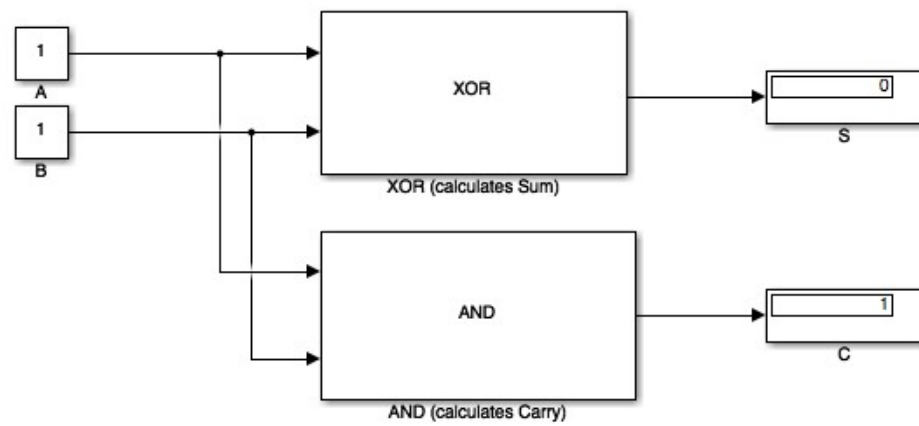 1
A
1
B
XOR
XOR (calculates Sum)
0
S
AND
AND (calculates Carry)
1
C